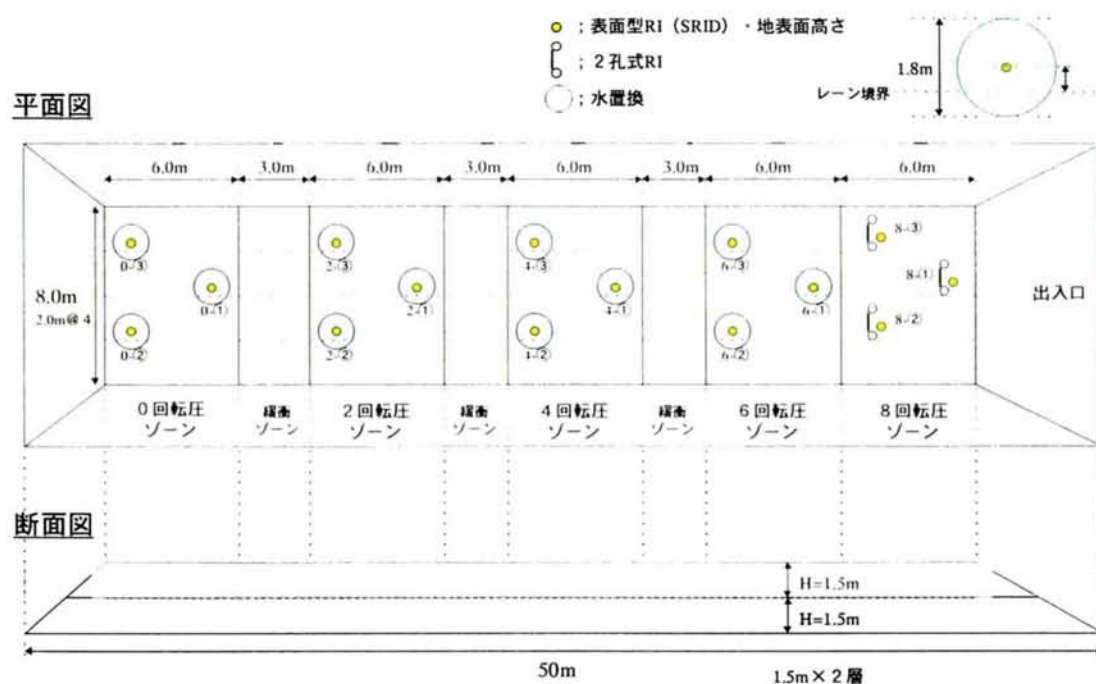 ；表面型RI（SRID）・地表面高さ
；２孔式RI
；水置換
1.8m
レーン境界
平面図
6.0m 3.0m 6.0m 3.0m 6.0m 3.0m 6.0m 6.0m
8.0m
2.0m@ 4
0-(3)
0-(1)
0-(2)
2-(3)
2-(1)
2-(2)
4-(3)
4-(1)
4-(2)
6-(3)
6-(1)
6-(2)
8-(3)
8-(1)
8-(2)
出入口
０回転圧
ゾーン
緩衝
ゾーン
２回転圧
ゾーン
緩衝
ゾーン
４回転圧
ゾーン
緩衝
ゾーン
６回転圧
ゾーン
８回転圧
ゾーン
断面図
H=1.5m
H=1.5m
50m
1.5m×２層